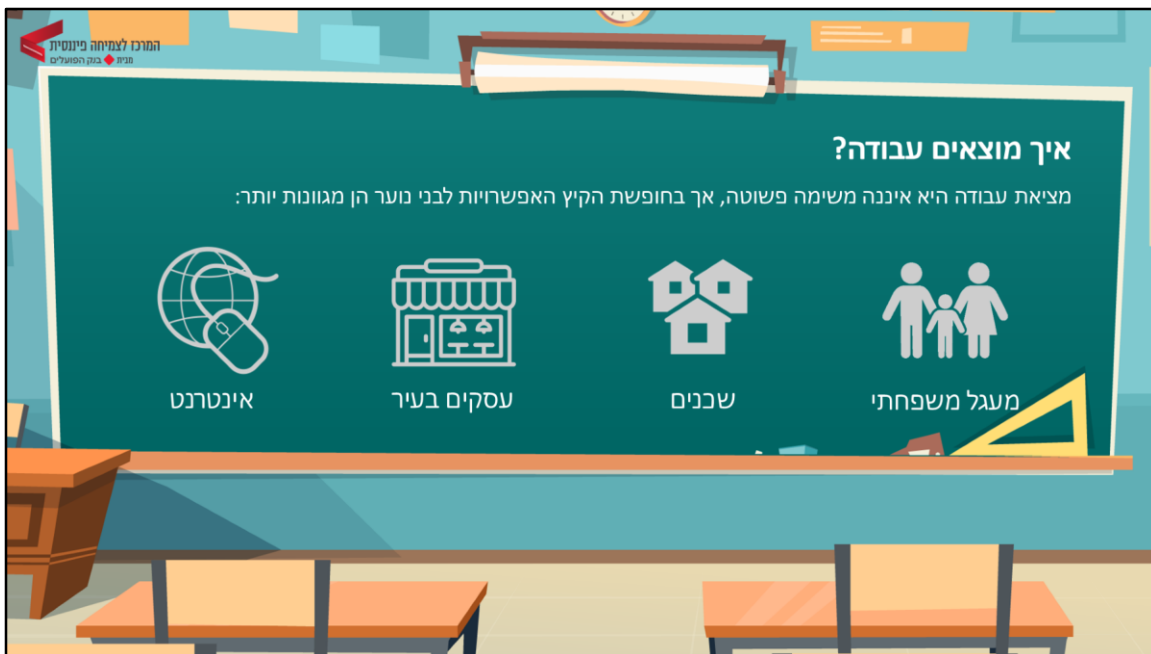 המרכז לצמיחה פיננסית
מבית בנק הפועלים
איך מוצאים עבודה?
מציאת עבודה היא איננה משימה פשוטה, אך בחופשת הקיץ האפשרויות לבני נוער הן מגוונות יותר:
מעגל משפחתי
שכנים
עסקים בעיר
אינטרנט